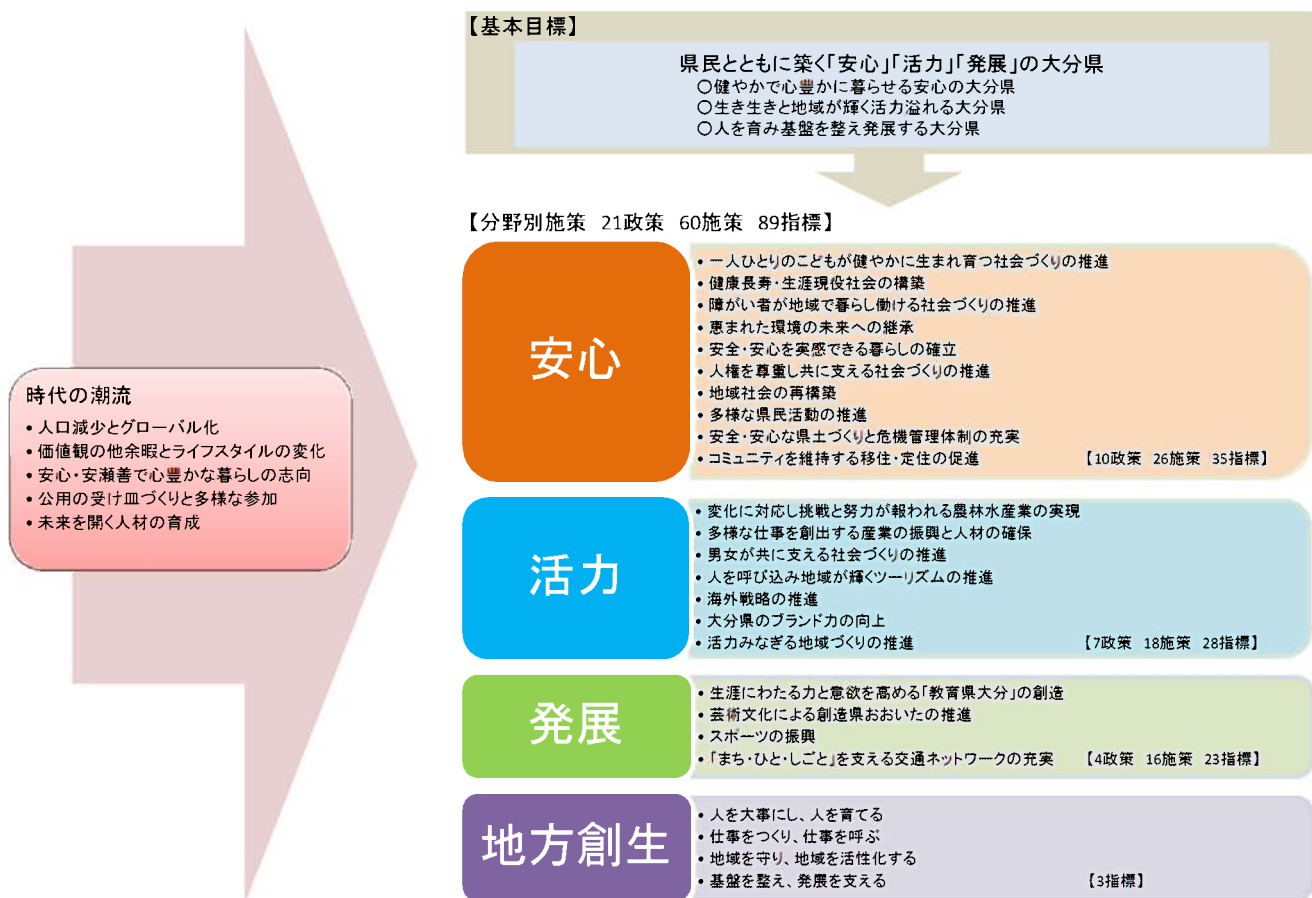 【基本目標】
県民とともに築く｢安心｣｢活力｣｢発展｣の大分県
○健やかで心豊かに暮らせる安心の大分県
○生き生きと地域が輝く活力溢れる大分県
○人を育み基盤を整え発展する大分県
【分野別施策 21政策 60施策 89指標】
時代の潮流
• 人口減少とグローバル化
• 価値観の他余暇とライフスタイルの変化
• 安心・安瀬善で心豊かな暮らしの志向
• 公用の受け皿づくりと多様な参加
• 未来を開く人材の育成
安心
• 一人ひとりのこどもが健やかに生まれ育つ社会づくりの推進
• 健康長寿・生涯現役社会の構築
• 障がい者が地域で暮らし働ける社会づくりの推進
• 恵まれた環境の未来への継承
• 安全・安心を実感できる暮らしの確立
• 人権を尊重し共に支える社会づくりの推進
• 地域社会の再構築
• 多様な県民活動の推進
• 安全・安心な県土づくりと危機管理体制の充実
• コミュニティを維持する移住・定住の促進 【10政策 26施策 35指標】
活力
• 変化に対応し挑戦と努力が報われる農林水産業の実現
• 多様な仕事を創出する産業の振興と人材の確保
• 男女が共に支える社会づくりの推進
• 人を呼び込み地域が輝くツーリズムの推進
• 海外戦略の推進
• 大分県のブランド力の向上
• 活力みなぎる地域づくりの推進 【7政策 18施策 28指標】
発展
• 生涯にわたる力と意欲を高める｢教育県大分｣の創造
• 芸術文化による創造県おおいたの推進
• スポーツの振興
• ｢まち・ひと・しごと｣を支える交通ネットワークの充実 【4政策 16施策 23指標】
地方創生
• 人を大事にし、人を育てる
• 仕事をつくり、仕事を呼ぶ
• 地域を守り、地域を活性化する
• 基盤を整え、発展を支える 【3指標】